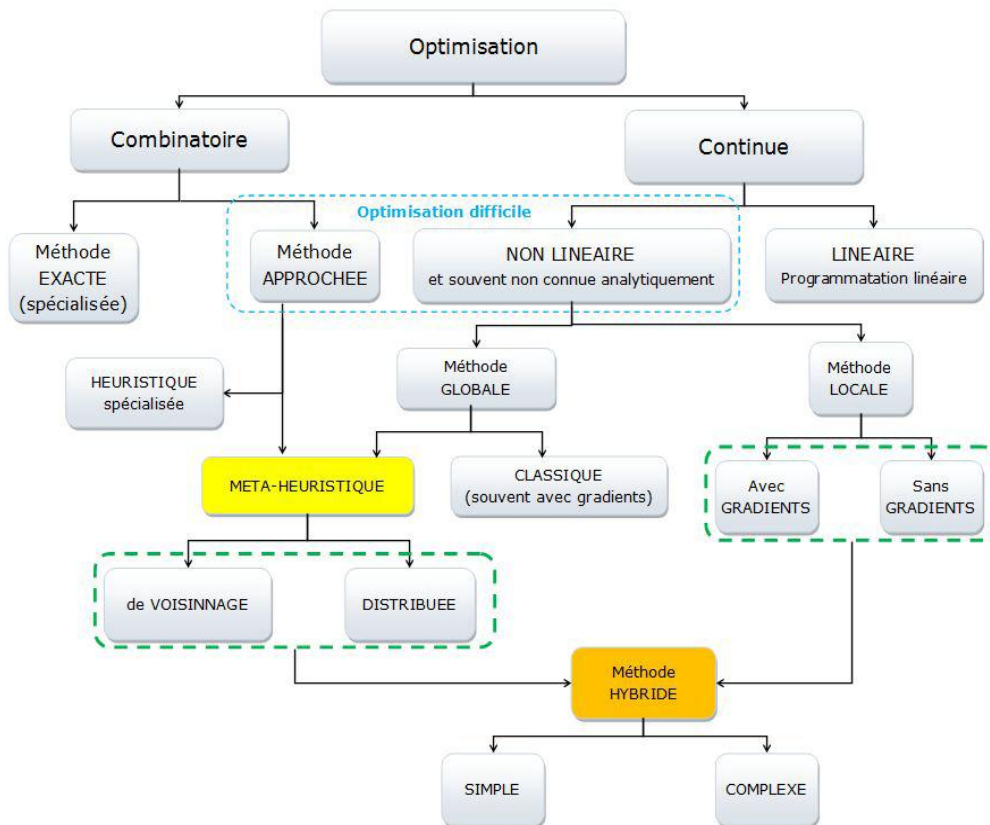 Optimisation
Combinatoire
Continue
Optimisation difficile
Méthode
EXACTE
(spécialisée)
Méthode
APPROCHEE
NON LINEAIRE
et souvent non connue analytiquement
LINEAIRE
Programmatation linéaire
HEURISTIQUE
spécialisée
Méthode
GLOBALE
Méthode
LOCALE
META-HEURISTIQUE
CLASSIQUE
(souvent avec gradients)
Avec
GRADIENTS
Sans
GRADIENTS
de VOISINNAGE
DISTRIBUEE
Méthode
HYBRIDE
SIMPLE
COMPLEXE